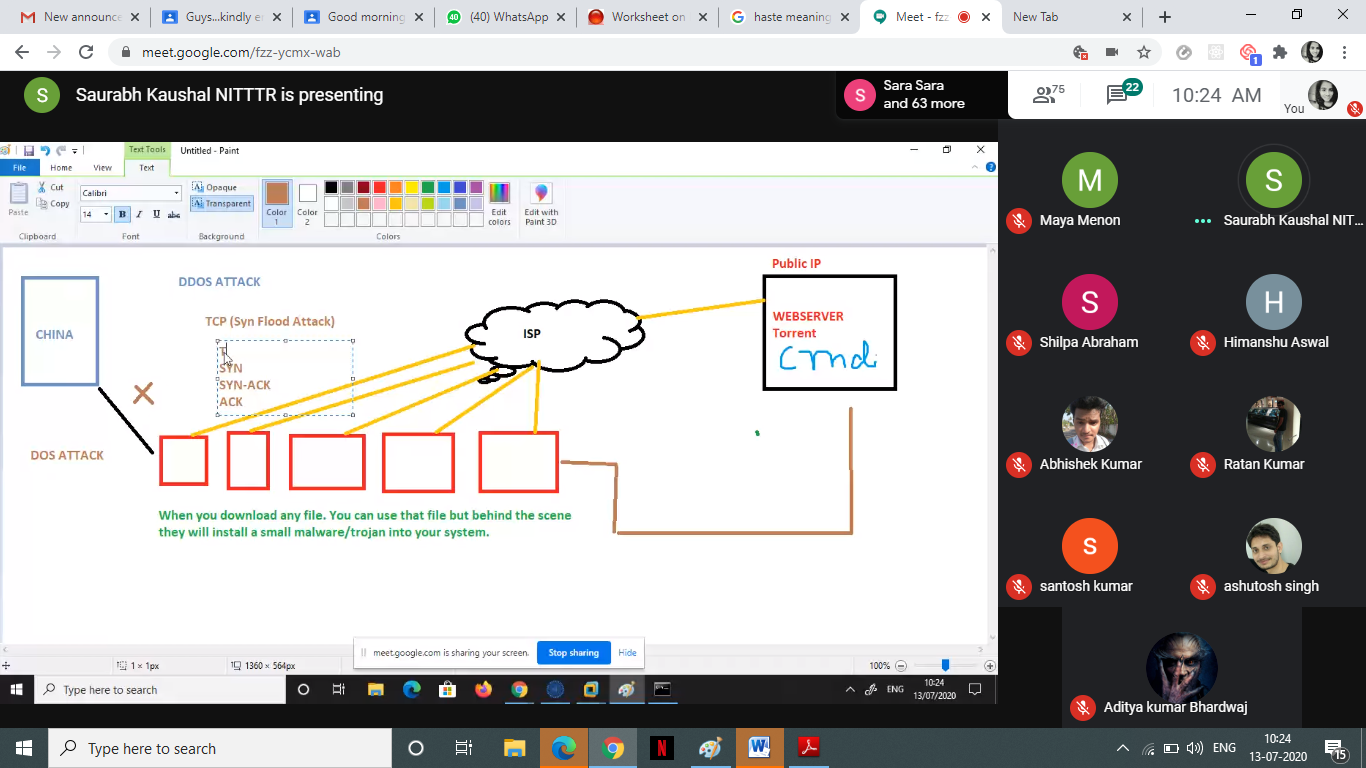 New announce
Guys...kindly e
Good morning
(40) WhatsApp
Worksheet on
haste meaning
Meet - fzz
New Tab
meet.google.com/fzz-ycmx-wab
1
S
Saurabh Kaushal NITTTR is presenting
S
Sara Sara
and 63 more
75
22
10:24 AM
You
Text Tools
Untitled - Paint
File
Home
View
Text
Paste
Cut
Copy
Clipboard
Calibri
14
B
I
U
abc
Font
Opaque
Transparent
Background
Color
1
Color
2
Edit
colors
Colors
Edit with
Paint 3D
CHINA
DDOS ATTACK
TCP (Syn Flood Attack)
T
SYN
SYN-ACK
ACK
DOS ATTACK
ISP
Public IP
WEBSERVER
Torrent
cmd
When you download any file. You can use that file but behind the scene
they will install a small malware/trojan into your system.
meet.google.com is sharing your screen.
Stop sharing
Hide
1 × 1px
1360 × 564px
100%
Type here to search
ENG
10:24
13/07/2020
M
Maya Menon
S
Saurabh Kaushal NIT...
S
Shilpa Abraham
H
Himanshu Aswal
Abhishek Kumar
Ratan Kumar
s
santosh kumar
ashutosh singh
Aditya kumar Bhardwaj
Type here to search
ENG
10:24
13-07-2020
15